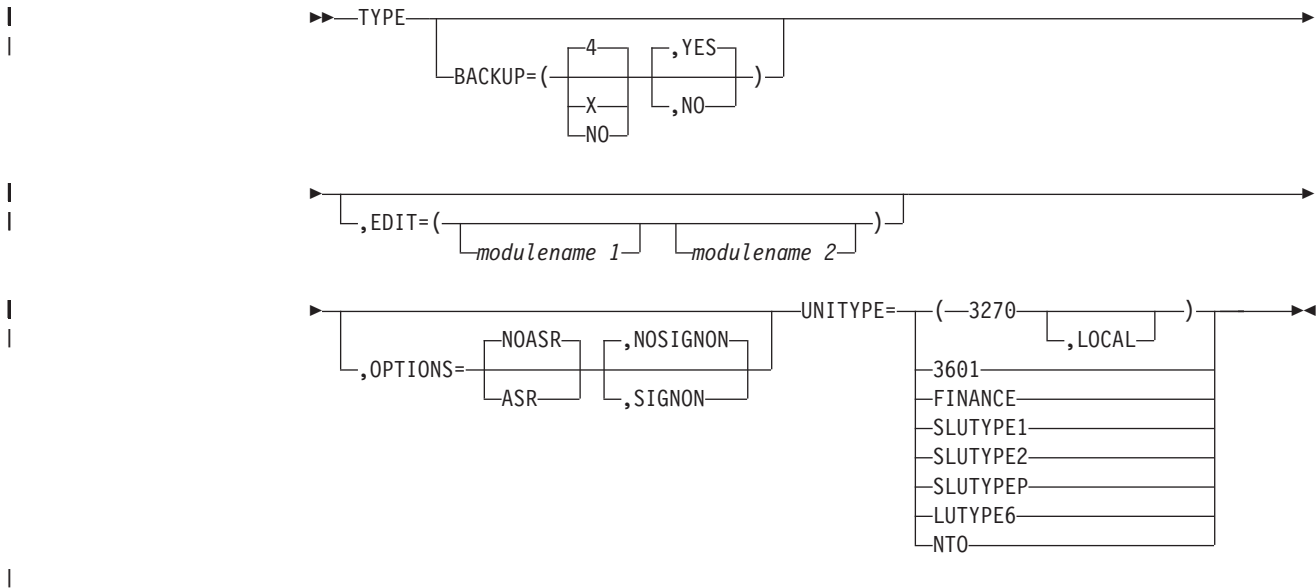 TYPE
4 ,YES
BACKUP=( )
X ,NO
NO
,EDIT=( )
modulename 1 modulename 2
UNITYPE= ( 3270 )
NOASR ,NOSIGNON ,LOCAL
,OPTIONS= 3601
ASR ,SIGNON FINANCE
SLUTYPE1
SLUTYPE2
SLUTYPEP
LUTYPE6
NTO